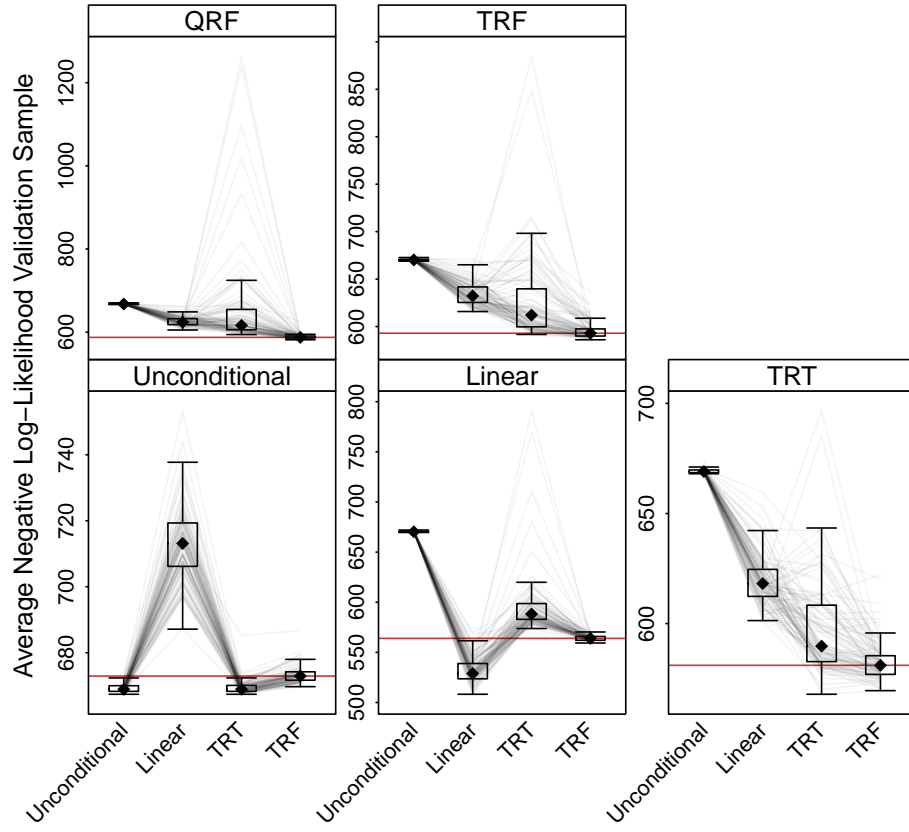 QRF
TRF
1200
1000
800
600
850
800
750
700
650
600
Average Negative Log−Likelihood Validation Sample
Unconditional
Linear
TRT
740
720
700
680
800
750
700
650
600
550
500
700
650
600
Unconditional
Linear
TRT
TRF
Unconditional
Linear
TRT
TRF
Unconditional
Linear
TRT
TRF